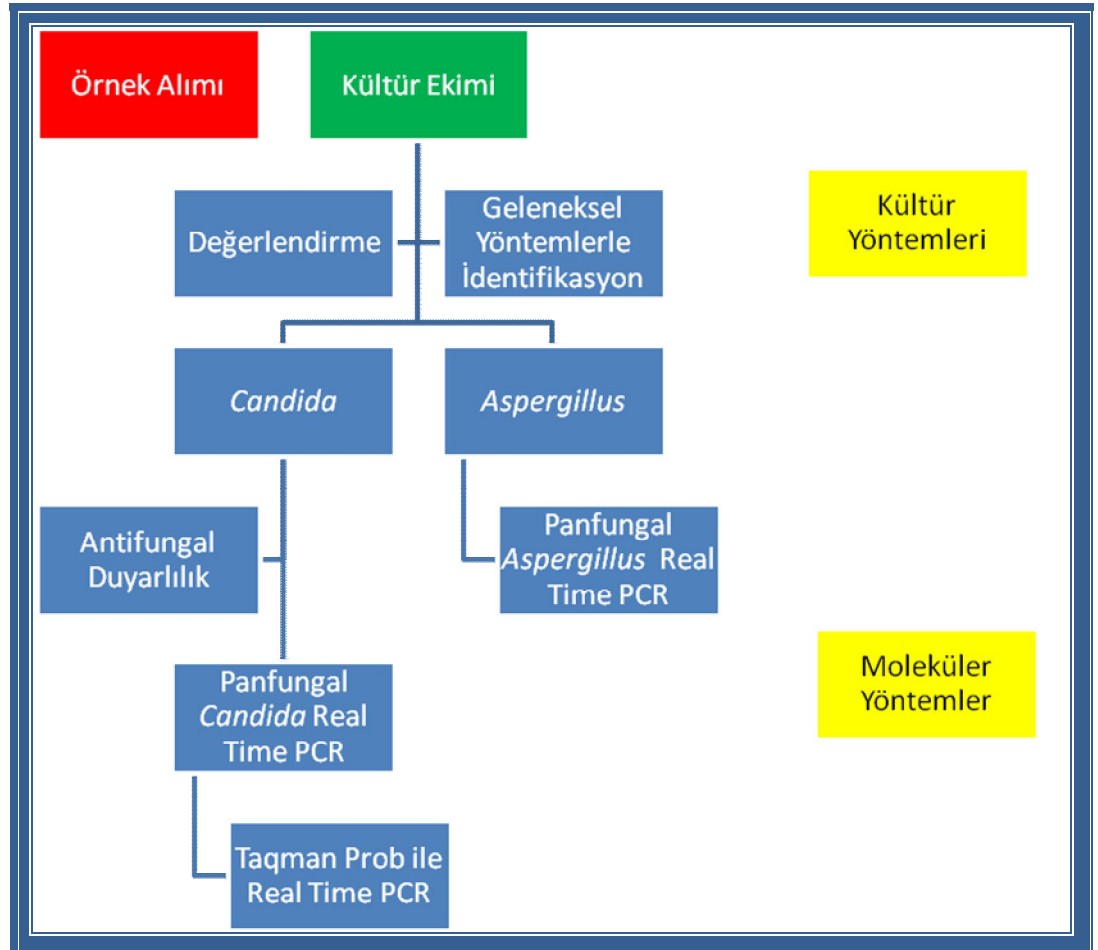 Örnek Alımı
Kültür Ekimi
Değerlendirme
Geleneksel
Yöntemlerle
İdentifikasyon
Kültür
Yöntemleri
Candida
Aspergillus
Antifungal
Duyarlılık
Panfungal
Aspergillus Real
Time PCR
Panfungal
Candida Real
Time PCR
Moleküler
Yöntemler
Taqman Prob ile
Real Time PCR